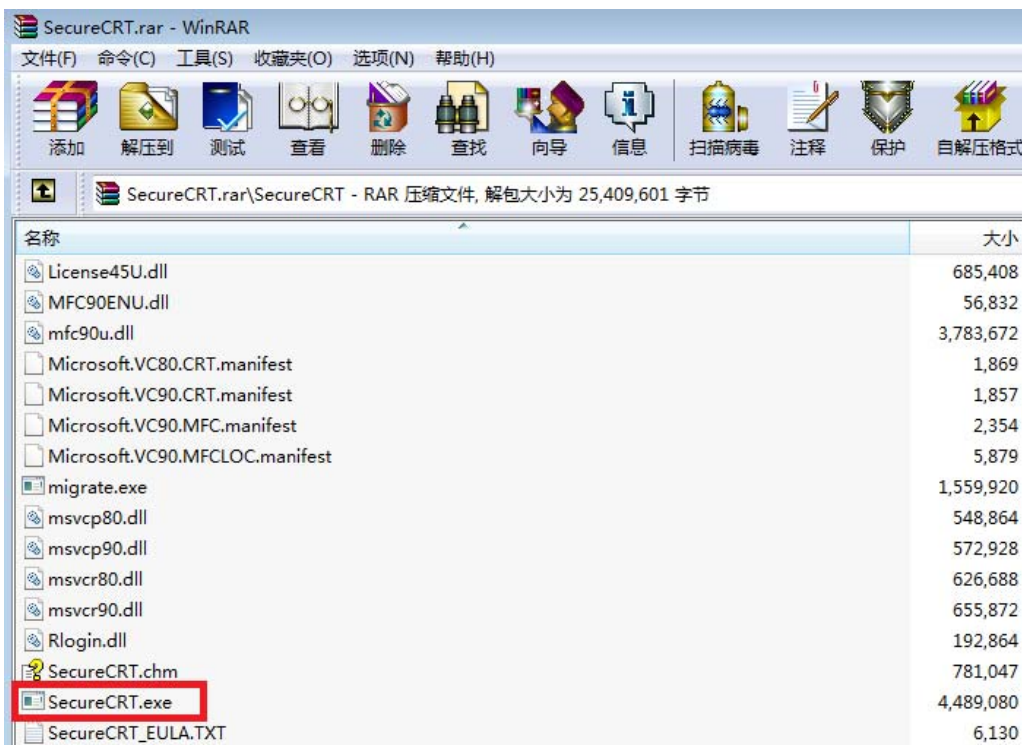 SecureCRT.rar - WinRAR
文件(F) 命令(C) 工具(S) 收藏夹(O) 选项(N) 帮助(H)
添加 解压到 测试 查看 删除 查找 向导 信息 扫描病毒 注释 保护 自解压格式
SecureCRT.rar\SecureCRT - RAR 压缩文件, 解包大小为 25,409,601 字节
名称 大小
License45U.dll 685,408
MFC90ENU.dll 56,832
mfc90u.dll 3,783,672
Microsoft.VC80.CRT.manifest 1,869
Microsoft.VC90.CRT.manifest 1,857
Microsoft.VC90.MFC.manifest 2,354
Microsoft.VC90.MFCLOC.manifest 5,879
migrate.exe 1,559,920
msvcp80.dll 548,864
msvcp90.dll 572,928
msvcr80.dll 626,688
msvcr90.dll 655,872
Rlogin.dll 192,864
SecureCRT.chm 781,047
SecureCRT.exe 4,489,080
SecureCRT_EULA.TXT 6,130